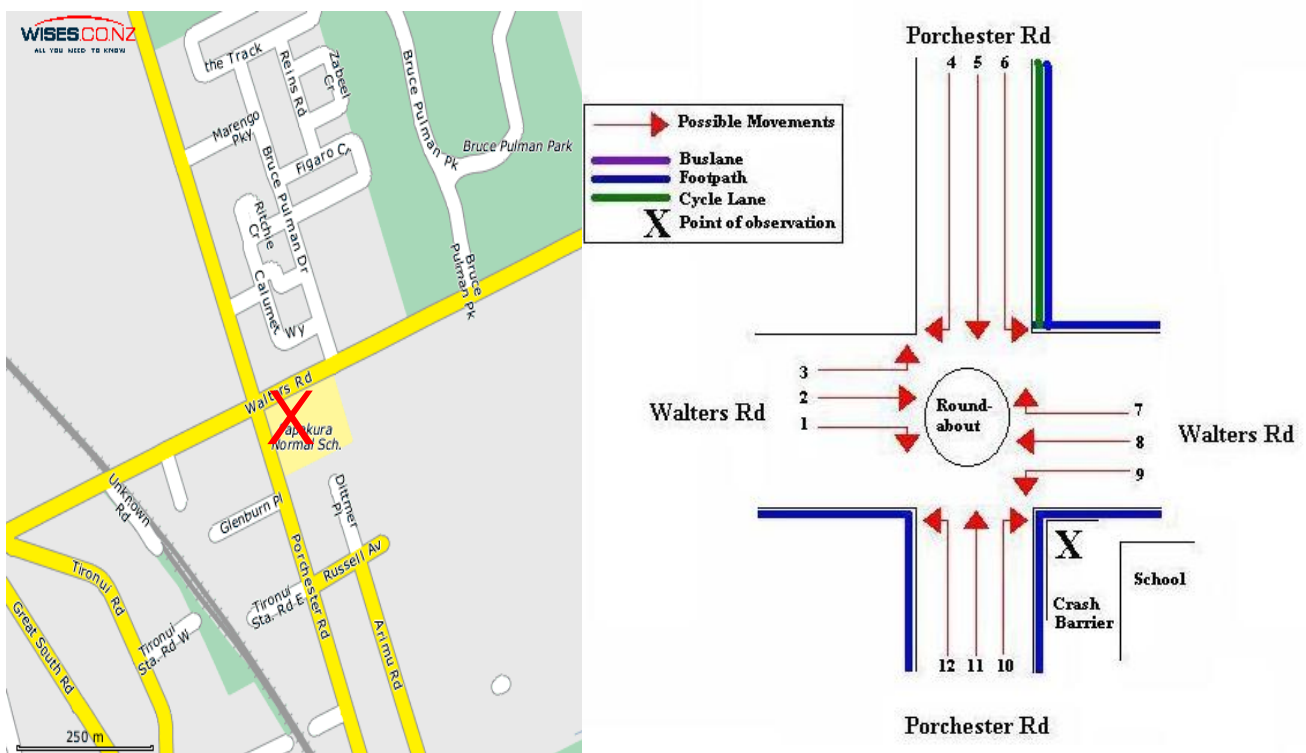 WISES.CO.NZ
ALL YOU NEED TO KNOW
the Track
Reins Rd
Zabeel
Cr
Marengo
Pky
Figaro Cr
Bruce Pulman Dr
Bruce Pulman Pk
Bruce Pulman Park
Ritchie
Cr
Calumet
Wy
Bruce
Pulman Pk
Walters Rd
X
Normal Sch.
Unknown
Rd
Glenburn Pl
Dittmer
Pl
Porchester Rd
Russell Av
Tironui Rd
Tironui
Sta.-Rd-E
Tironui
Sta.-Rd-W
Great South Rd
Arimu Rd
250 m
Porchester Rd
4 5 6
Possible Movements
Buslane
Footpath
Cycle Lane
X Point of observation
3
2
1
Walters Rd
Round-
about
7
8
9
Walters Rd
X
School
Crash
Barrier
12 11 10
Porchester Rd